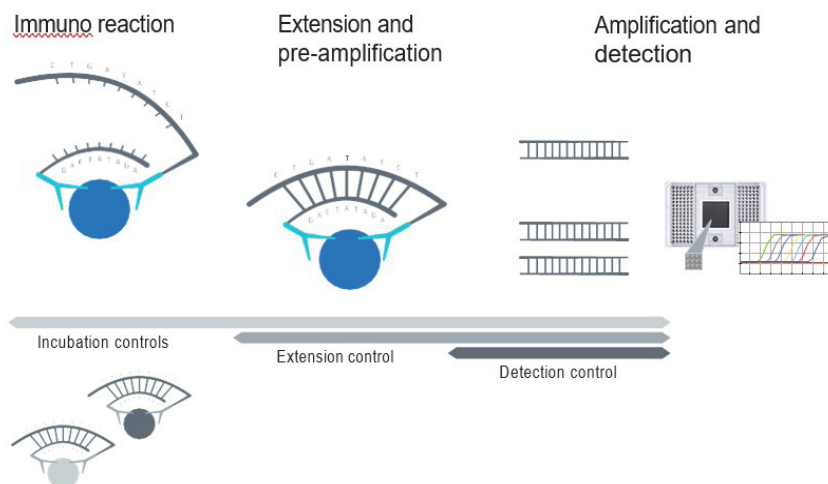 Immuno reaction
Extension and
pre-amplification
Amplification and
detection
C T G A T A T C T
G A C T A T A G A
C T G A T A T C T
G A C T A T A G A
Incubation controls
Extension control
Detection control